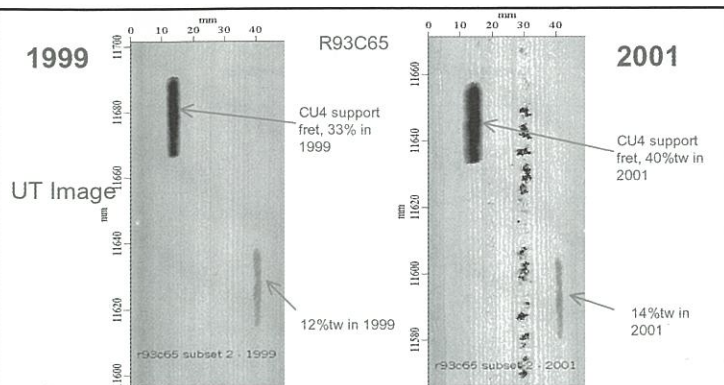 mm
0 10 20 30 40
1999
R93C65
mm
0 10 20 30 40
2001
11700
11680
11660
11640
11620
11600
mm
11660
11640
11620
11600
11580
mm
CU4 support
fret, 33% in
1999
CU4 support
fret, 40%tw in
2001
UT Image
12%tw in 1999
14%tw in
2001
r93c65 subset 2 - 1999
r93c65 subset 2 - 2001